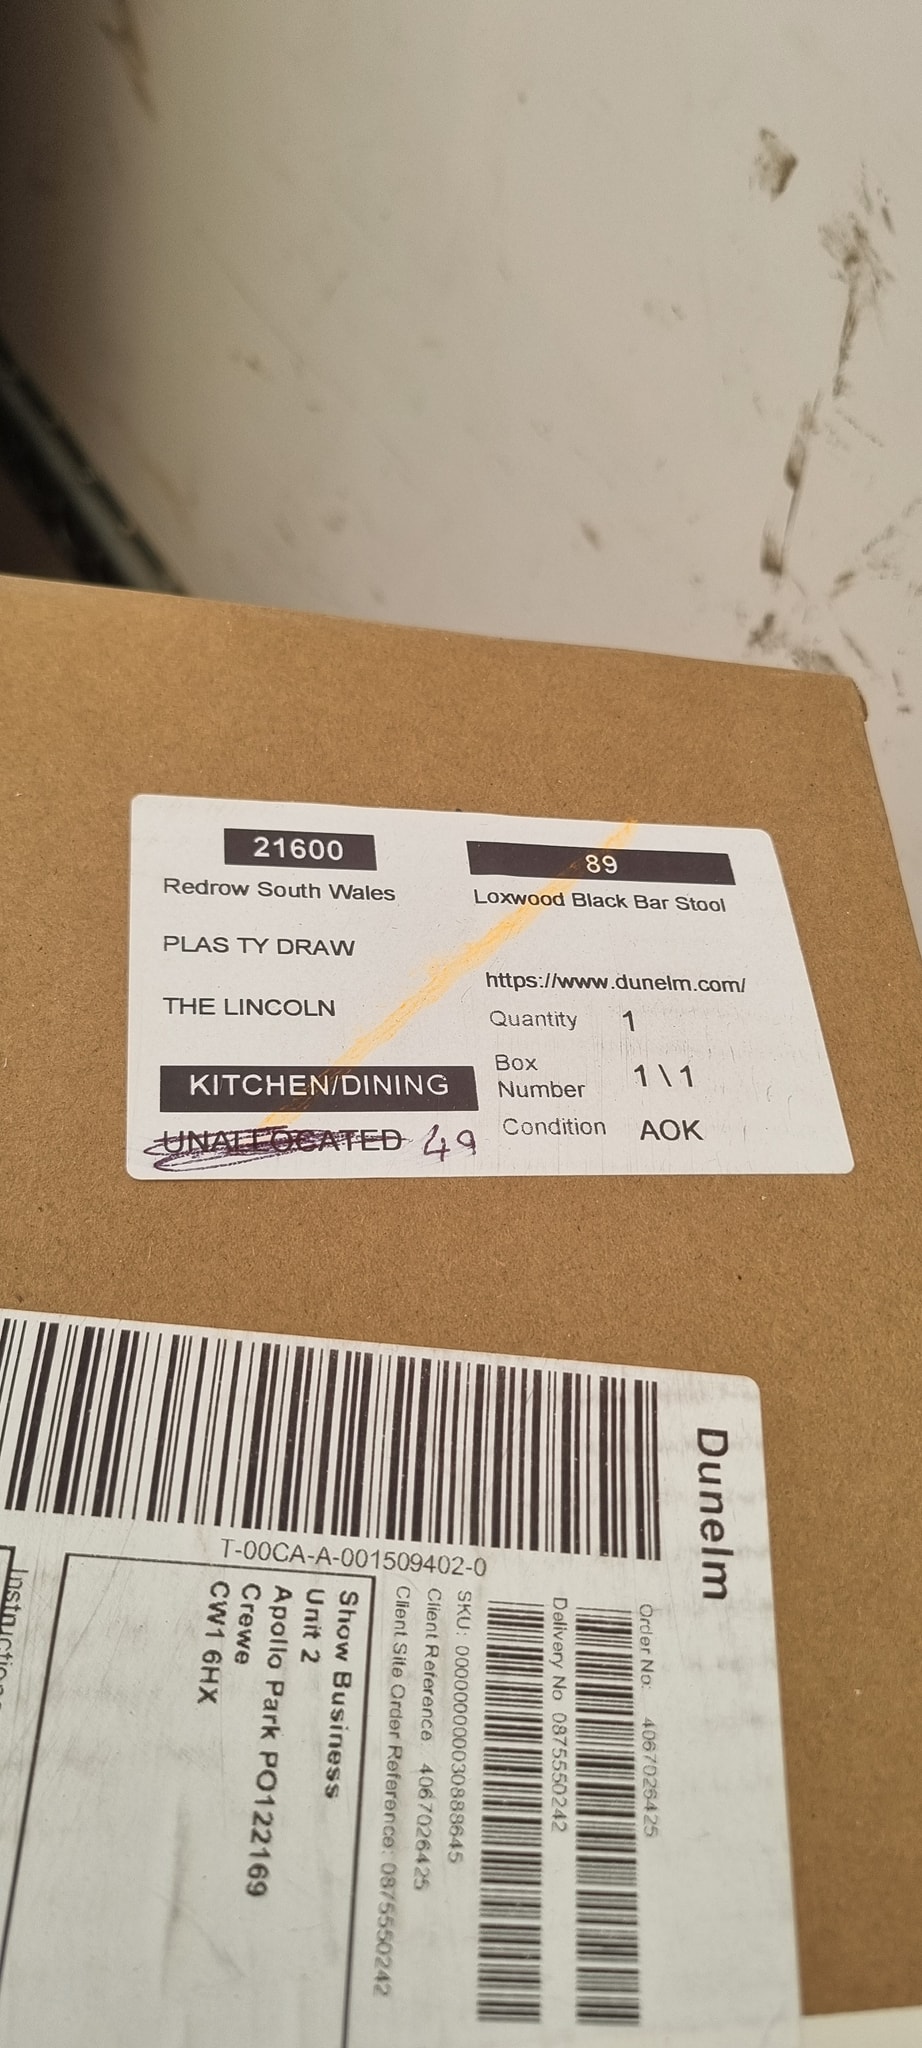 21600
Redrow South Wales
PLAS TY DRAW
THE LINCOLN
KITCHEN/DINING
UNALLOCATED 49
89
Loxwood Black Bar Stool
https://www.dunelm.com/
Quantity 1
Box Number 1 \ 1
Condition AOK
Dunelm
Order No: 4067026425
Delivery No 0875550242
SKU: 000000000030888645
Client Reference 4067026425
Client Site Order Reference: 0875550242
T-00CA-A-001509402-0
Show Business
Unit 2
Apollo Park PO122169
Crewe
CW1 6HX